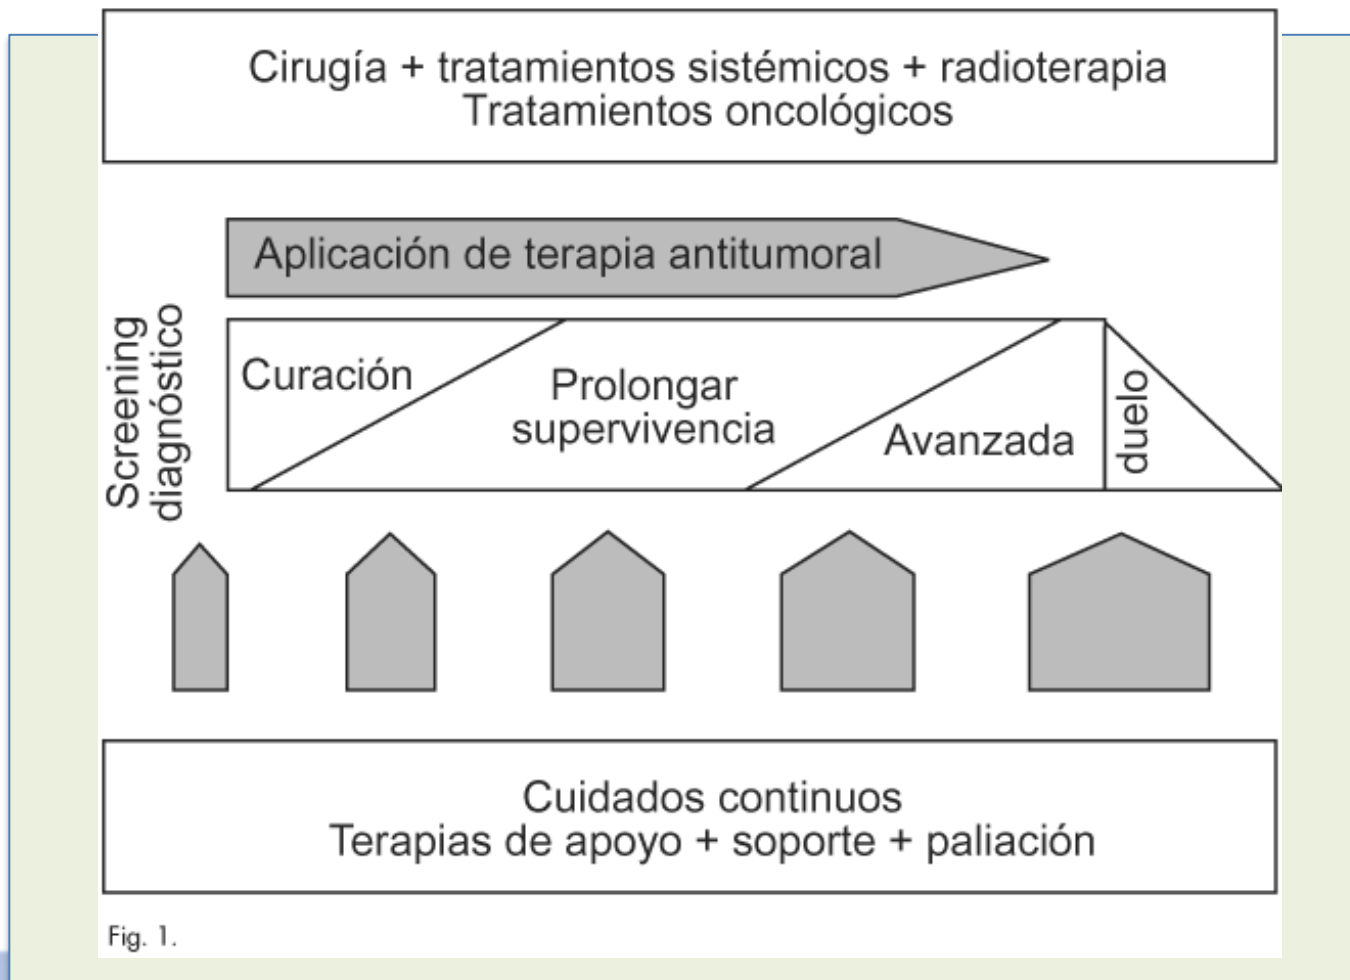 Cirugía + tratamientos sistémicos + radioterapia
Tratamientos oncológicos
Aplicación de terapia antitumoral
Screening
diagnóstico
Curación
Prolongar
supervivencia
Avanzada
duelo
Cuidados continuos
Terapias de apoyo + soporte + paliación
Fig. 1.